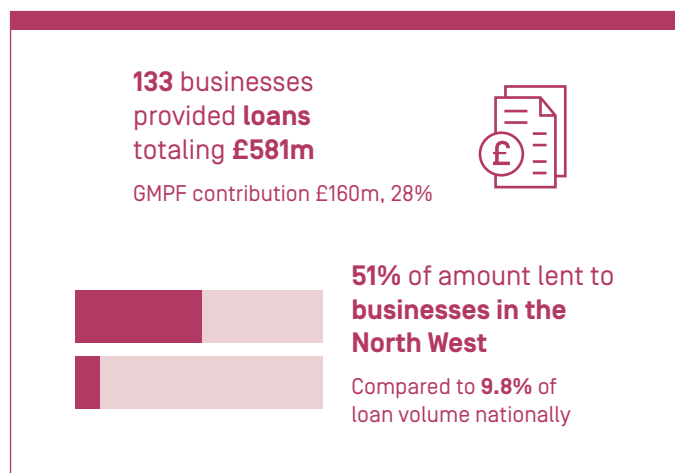 133 businesses
provided loans
totaling £581m
GMPF contribution £160m, 28%
£
51% of amount lent to
businesses in the
North West
Compared to 9.8% of
loan volume nationally